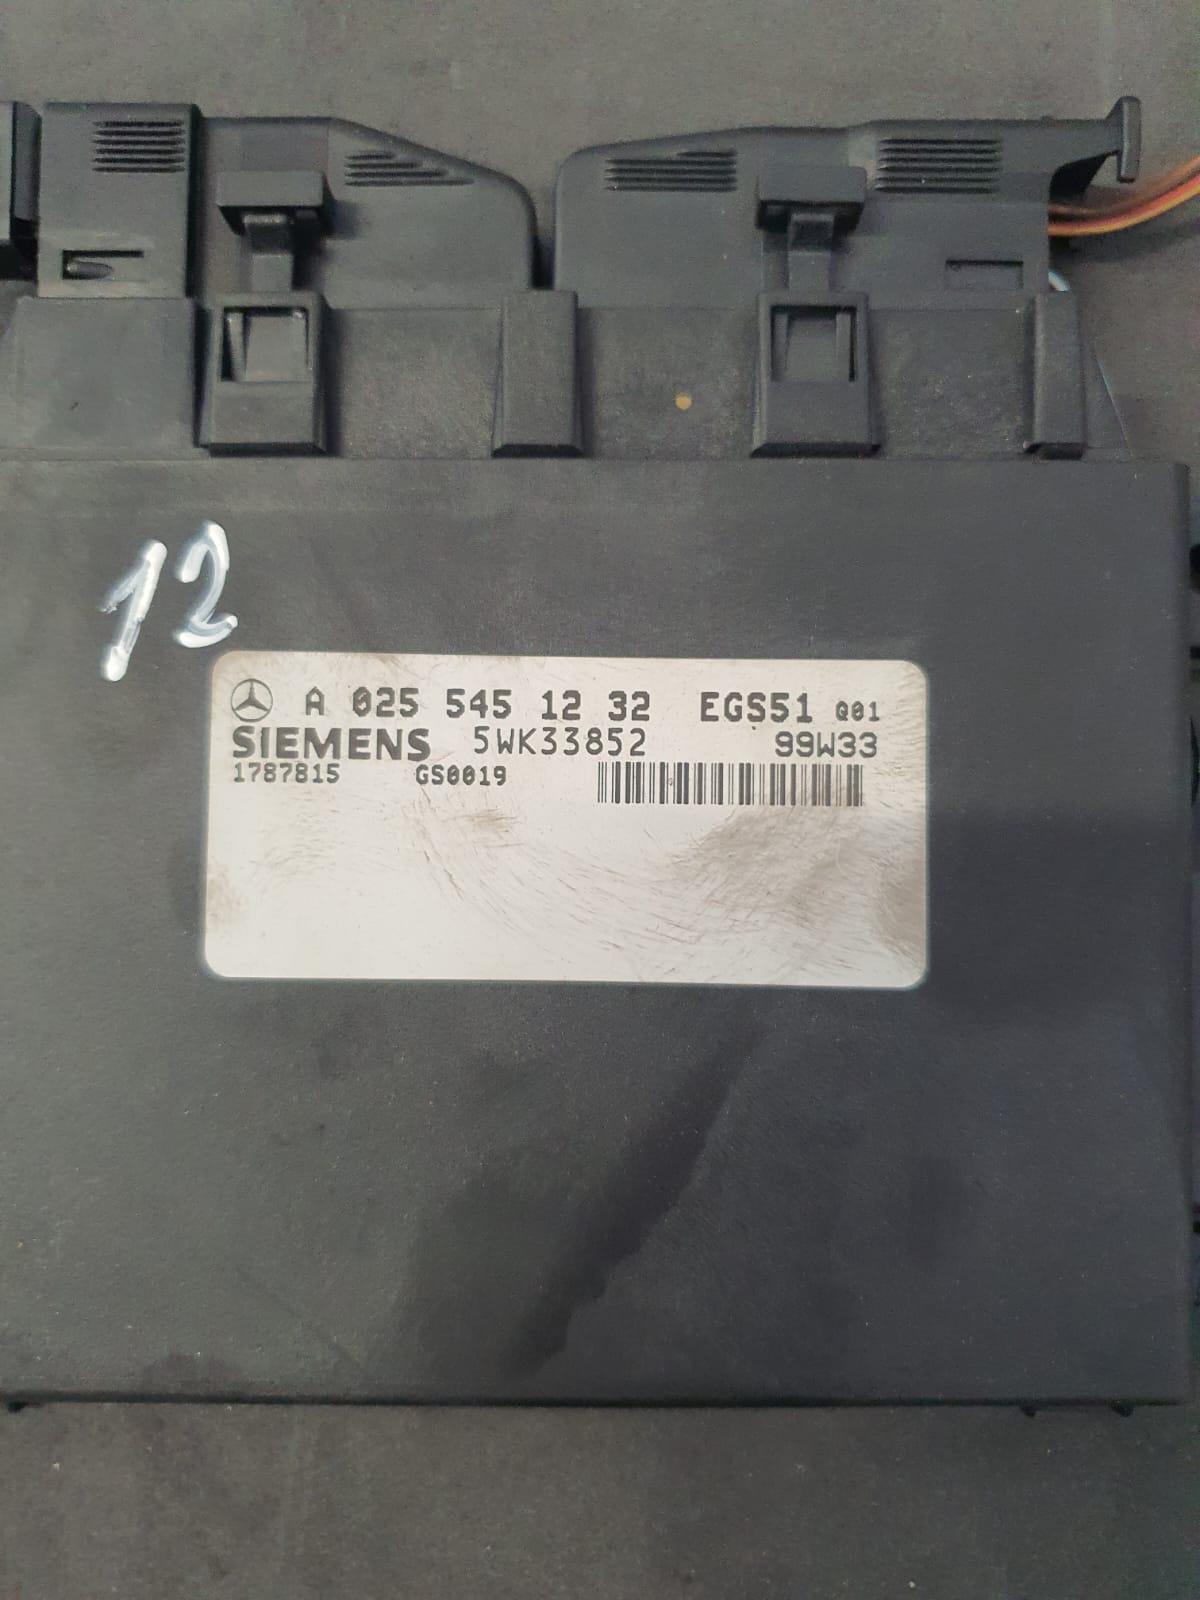 12
A 025 545 12 32 EGS51 Q01
SIEMENS 5WK33852 99W33
1787815 GS0019